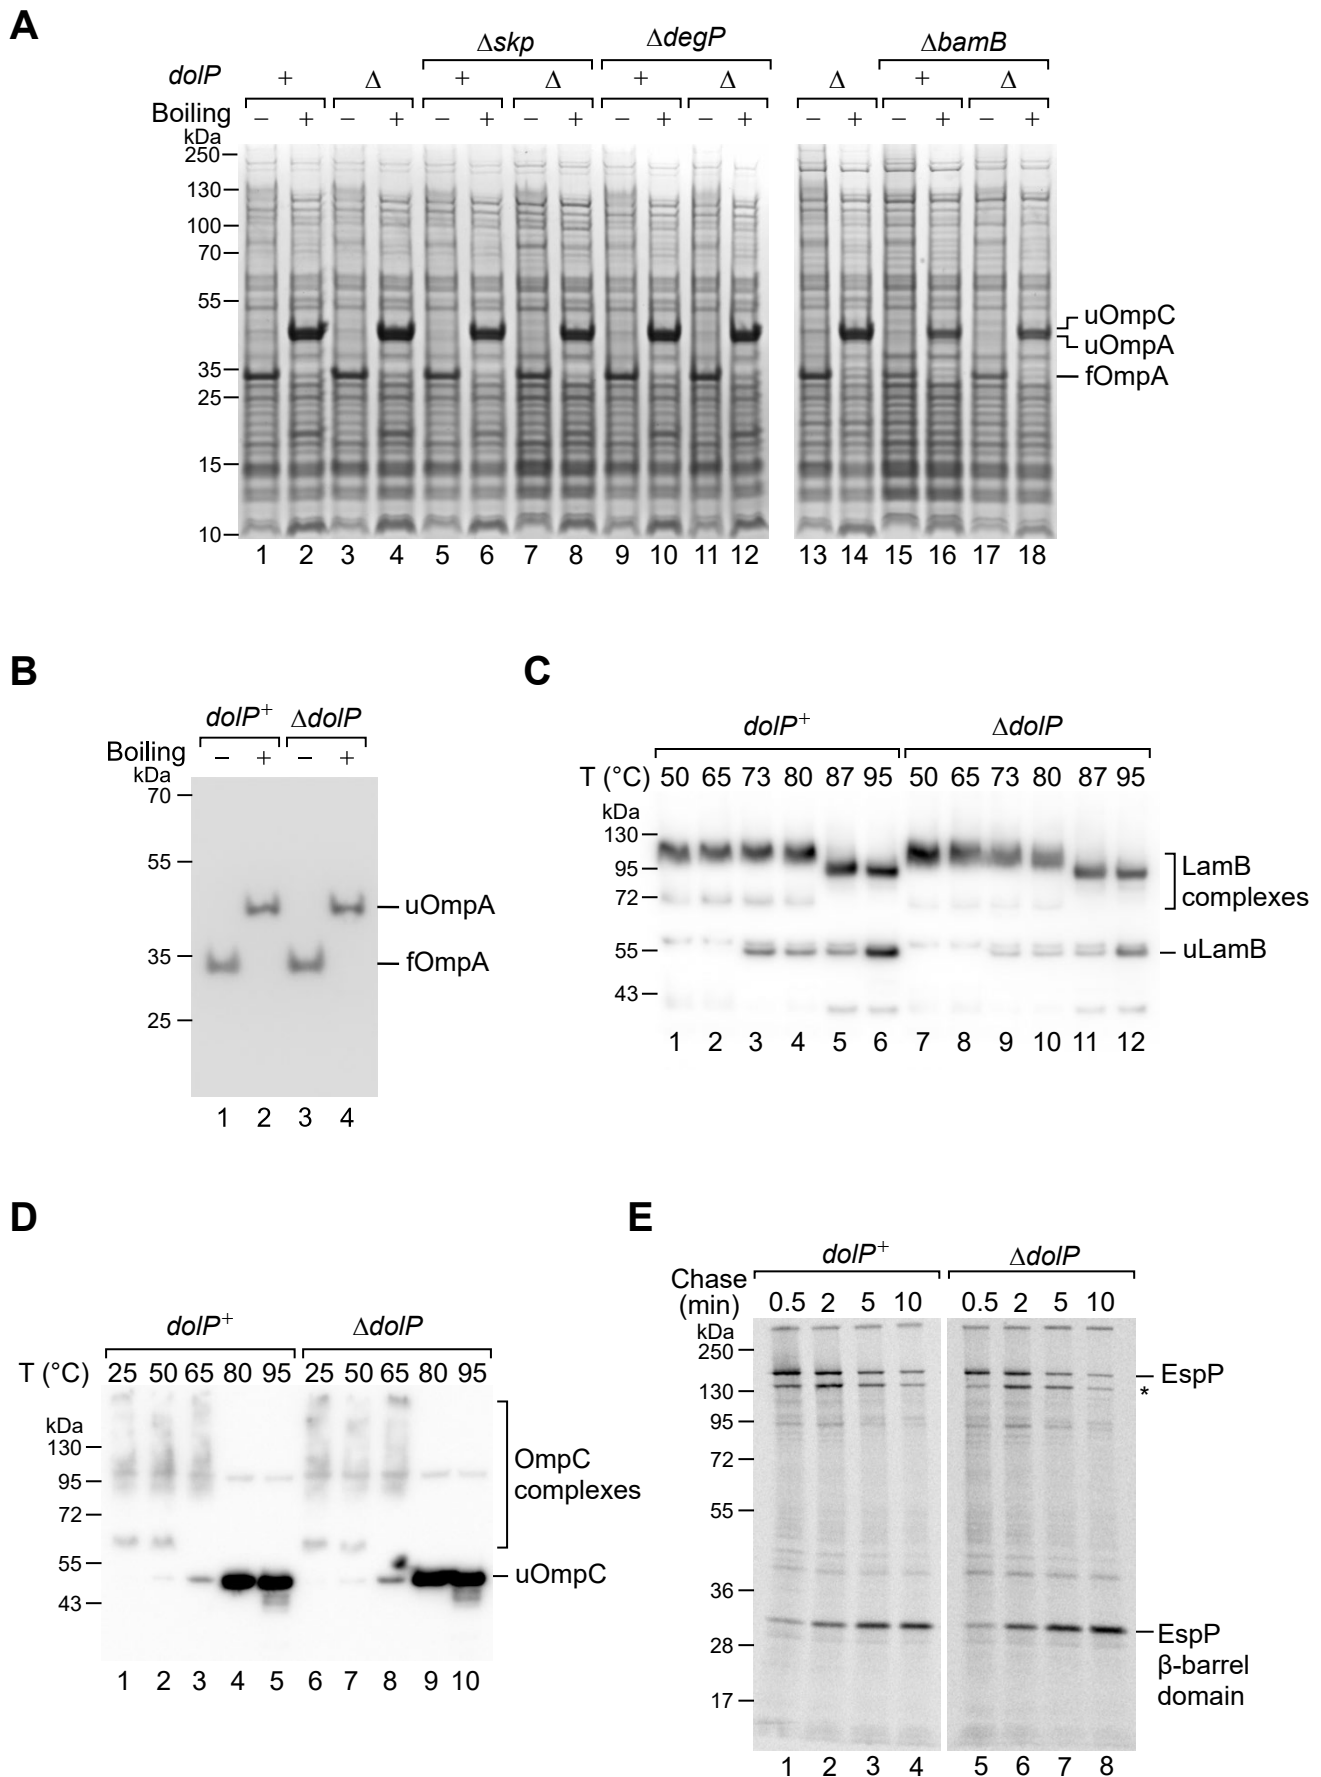 A
Δskp ΔdegP ΔbamB
dolP + Δ + Δ + Δ Δ + Δ
Boiling − + − + − + − + − + − + − + − + − +
kDa
250
130
100
70
55
35
25
15
10
uOmpC
uOmpA
fOmpA
1 2 3 4 5 6 7 8 9 10 11 12 13 14 15 16 17 18
B
dolP+ ΔdolP
Boiling − + − +
kDa
70
55
35
25
uOmpA
fOmpA
1 2 3 4
C
dolP+ ΔdolP
T (°C) 50 65 73 80 87 95 50 65 73 80 87 95
kDa
130
95
72
55
43
LamB
complexes
uLamB
1 2 3 4 5 6 7 8 9 10 11 12
D
dolP+ ΔdolP
T (°C) 25 50 65 80 95 25 50 65 80 95
kDa
130
95
72
55
43
OmpC
complexes
uOmpC
1 2 3 4 5 6 7 8 9 10
E
dolP+ ΔdolP
Chase
(min) 0.5 2 5 10 0.5 2 5 10
kDa
250
130
95
72
55
36
28
17
EspP
*
EspP
β-barrel
domain
1 2 3 4 5 6 7 8